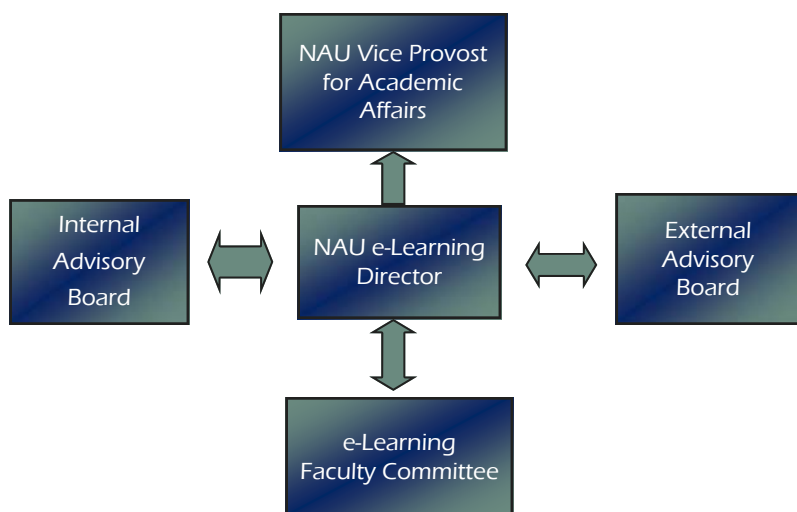 NAU Vice Provost
for Academic
Affairs
Internal
Advisory
Board
NAU e-Learning
Director
External
Advisory
Board
e-Learning
Faculty Committee